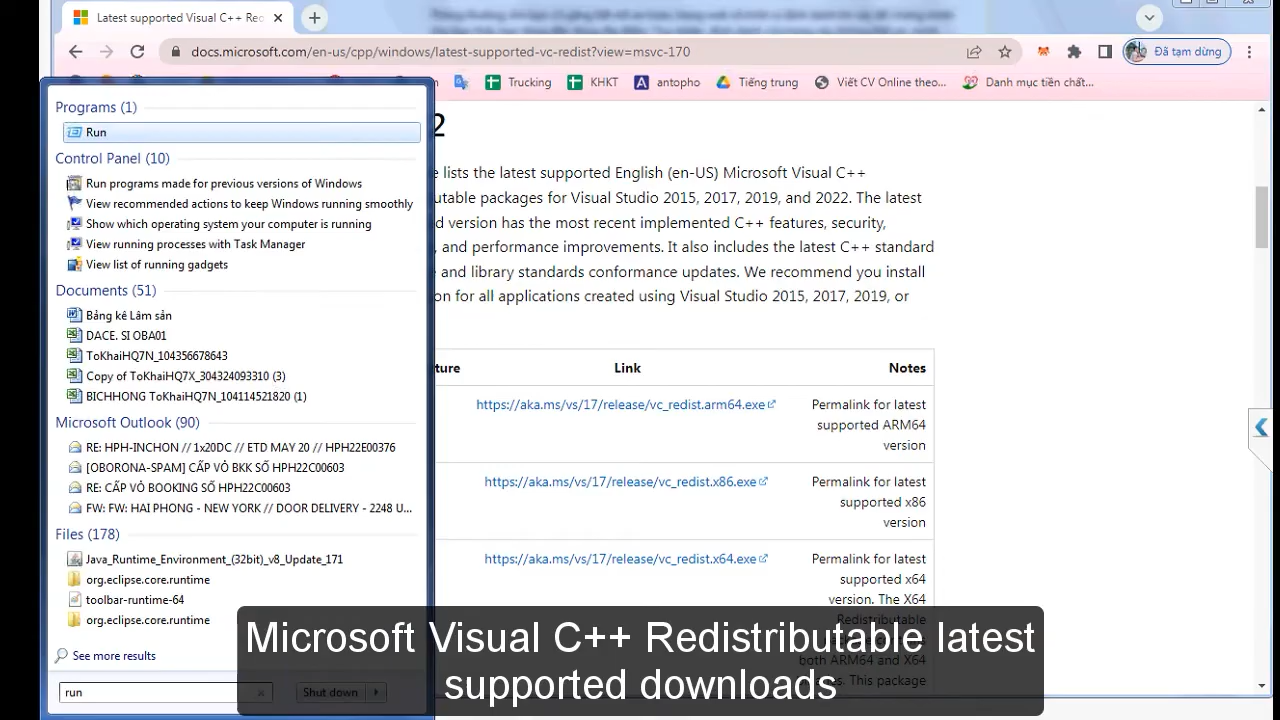 Latest supported Visual C++ Rec
docs.microsoft.com/en-us/cpp/windows/latest-supported-vc-redist?view=msvc-170
Đã tạm dừng
Trucking
KHKT
antopho
Tiếng trung
Viết CV Online theo...
Danh mục tiền chất...
Programs (1)
Run
Control Panel (10)
Run programs made for previous versions of Windows
View recommended actions to keep Windows running smoothly
Show which operating system your computer is running
View running processes with Task Manager
View list of running gadgets
Documents (51)
Bảng kê Lâm sản
DACE. SI OBA01
ToKhaiHQ7N_104356678643
Copy of ToKhaiHQ7X_304324093310 (3)
BICHHONG ToKhaiHQ7N_104114521820 (1)
Microsoft Outlook (90)
RE: HPH-INCHON // 1x20DC // ETD MAY 20 // HPH22E00376
[OBORONA-SPAM] CẤP VỎ BKK SỐ HPH22C00603
RE: CẤP VỎ BOOKING SỐ HPH22C00603
FW: FW: HAI PHONG - NEW YORK // DOOR DELIVERY - 2248 U...
Files (178)
Java_Runtime_Environment_(32bit)_v8_Update_171
org.eclipse.core.runtime
toolbar-runtime-64
org.eclipse.core.runtime
See more results
run
Shut down
2
e lists the latest supported English (en-US) Microsoft Visual C++
utable packages for Visual Studio 2015, 2017, 2019, and 2022. The latest
d version has the most recent implemented C++ features, security,
, and performance improvements. It also includes the latest C++ standard
e and library standards conformance updates. We recommend you install
on for all applications created using Visual Studio 2015, 2017, 2019, or
ture Link Notes
https://aka.ms/vs/17/release/vc_redist.arm64.exe
Permalink for latest
supported ARM64
version
https://aka.ms/vs/17/release/vc_redist.x86.exe
Permalink for latest
supported x86
version
https://aka.ms/vs/17/release/vc_redist.x64.exe
Permalink for latest
supported x64
version. The X64
Redistributable
both ARM64 and X64
This package
Microsoft Visual C++ Redistributable latest
supported downloads